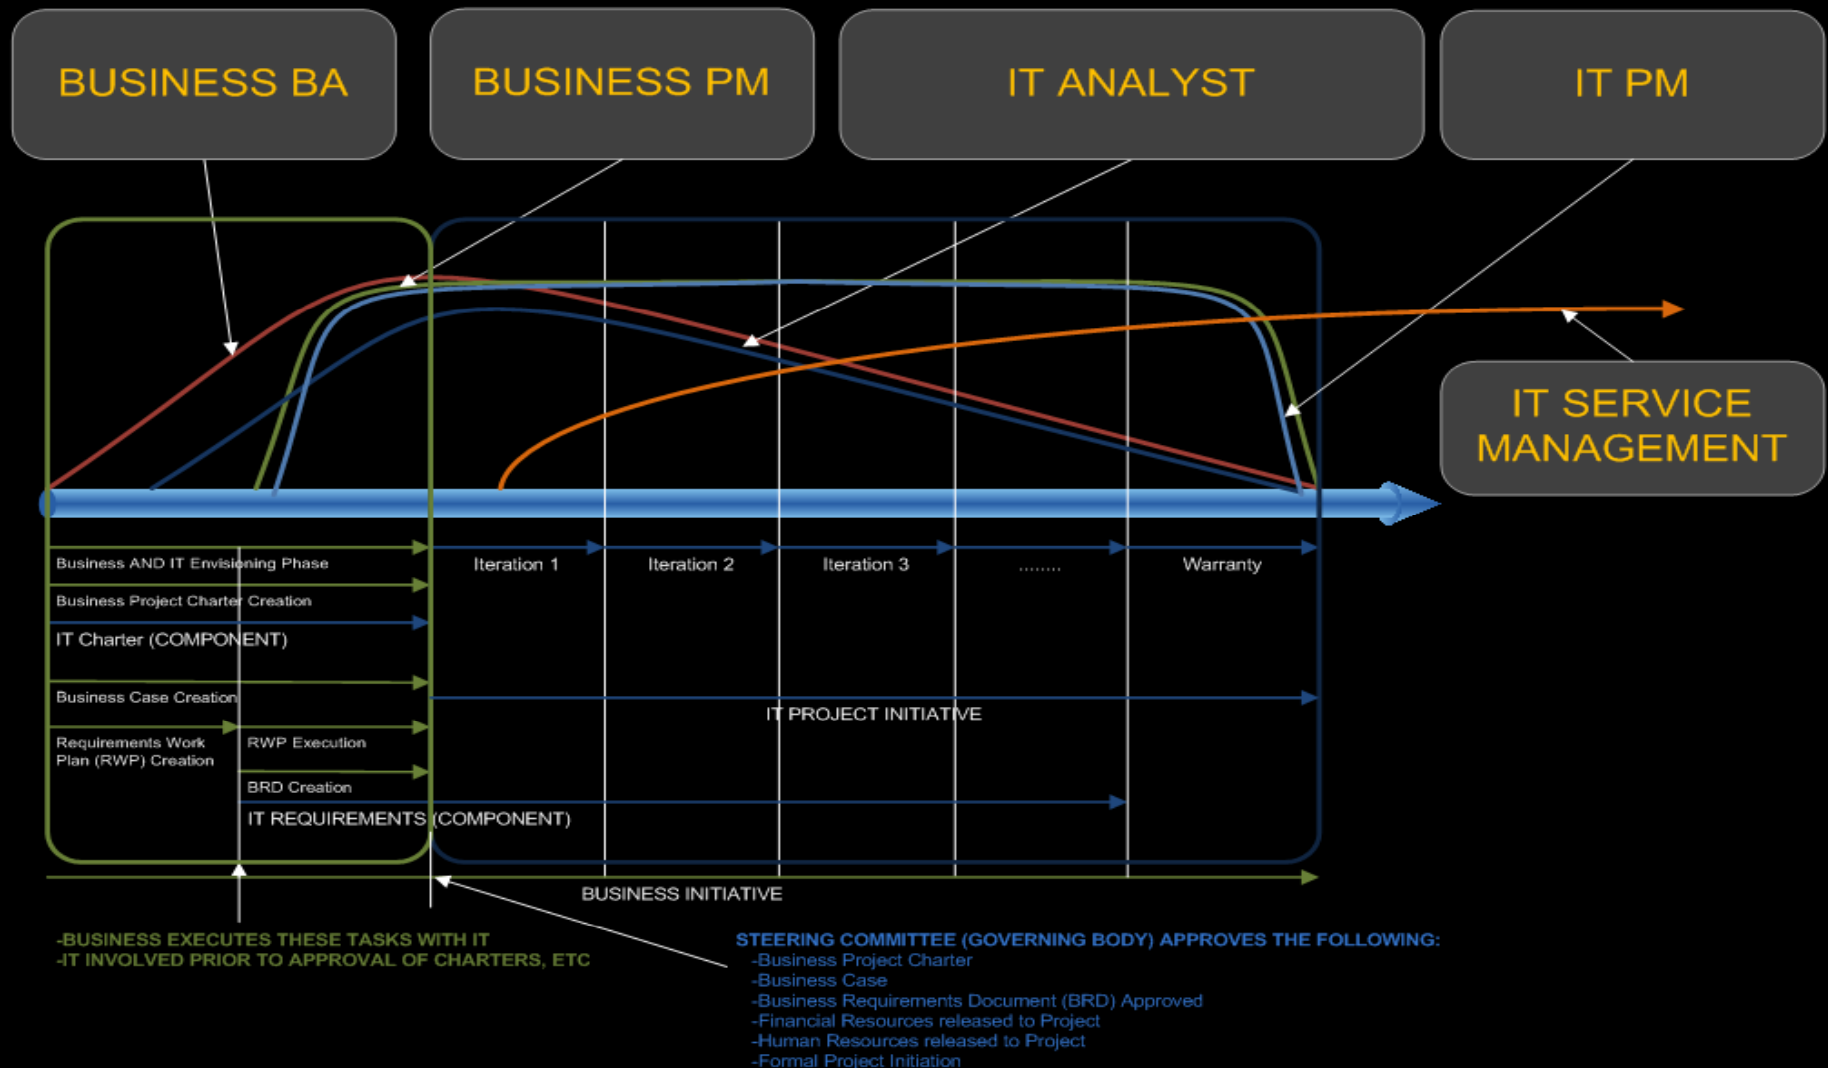 BUSINESS BA
BUSINESS PM
IT ANALYST
IT PM
IT SERVICE
MANAGEMENT
Business AND IT Envisioning Phase
Iteration 1
Iteration 2
Iteration 3
........
Warranty
Business Project Charter Creation
IT Charter (COMPONENT)
Business Case Creation
IT PROJECT INITIATIVE
Requirements Work
Plan (RWP) Creation
RWP Execution
BRD Creation
IT REQUIREMENTS (COMPONENT)
BUSINESS INITIATIVE
-BUSINESS EXECUTES THESE TASKS WITH IT
-IT INVOLVED PRIOR TO APPROVAL OF CHARTERS, ETC
STEERING COMMITTEE (GOVERNING BODY) APPROVES THE FOLLOWING:
-Business Project Charter
-Business Case
-Business Requirements Document (BRD) Approved
-Financial Resources released to Project
-Human Resources released to Project
-Formal Project Initiation